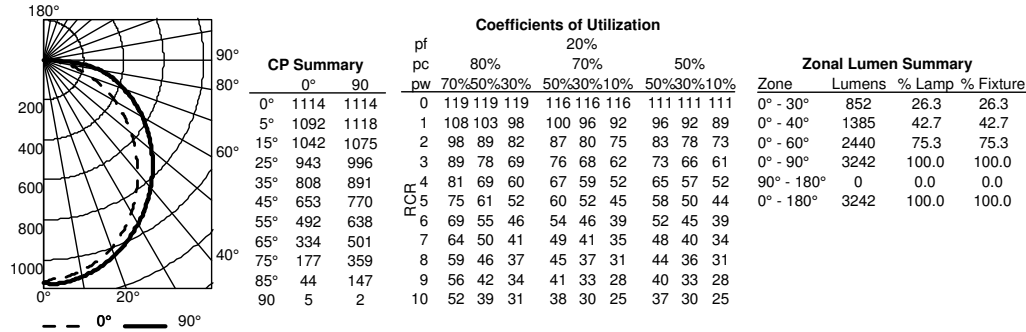 180°
90°
80°
60°
40°
200
400
600
800
1000
0° 20°
0° 90°
CP Summary
0° 90
0° 1114 1114
5° 1092 1118
15° 1042 1075
25° 943 996
35° 808 891
45° 653 770
55° 492 638
65° 334 501
75° 177 359
85° 44 147
90 5 2
Coefficients of Utilization
pf 20%
pc 80% 70% 50%
pw 70%50%30% 50%30%10% 50%30%10%
RCR
0 119 119 119 116 116 116 111 111 111
1 108 103 98 100 96 92 96 92 89
2 98 89 82 87 80 75 83 78 73
3 89 78 69 76 68 62 73 66 61
4 81 69 60 67 59 52 65 57 52
5 75 61 52 60 52 45 58 50 44
6 69 55 46 54 46 39 52 45 39
7 64 50 41 49 41 35 48 40 34
8 59 46 37 45 37 31 44 36 31
9 56 42 34 41 33 28 40 33 28
10 52 39 31 38 30 25 37 30 25
Zonal Lumen Summary
Zone Lumens % Lamp % Fixture
0° - 30° 852 26.3 26.3
0° - 40° 1385 42.7 42.7
0° - 60° 2440 75.3 75.3
0° - 90° 3242 100.0 100.0
90° - 180° 0 0.0 0.0
0° - 180° 3242 100.0 100.0